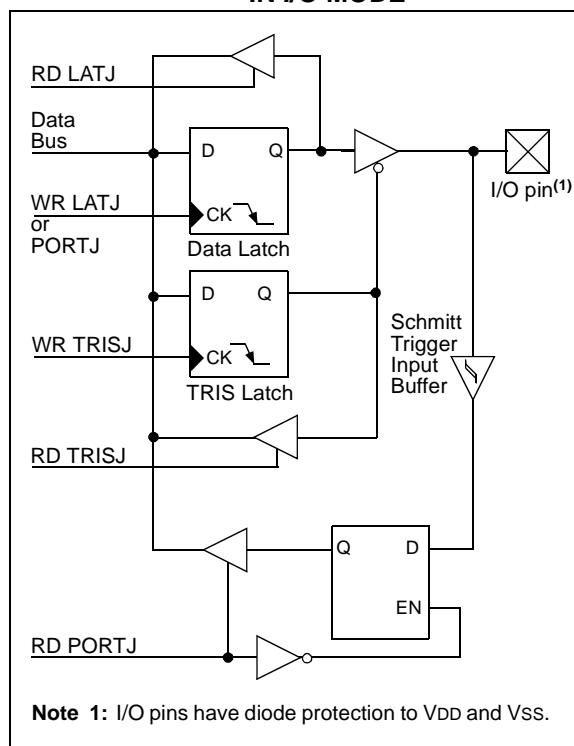 IN I/O MODE
RD LATJ
Data
Bus
D Q
I/O pin(1)
WR LATJ
or
PORTJ
CK
Data Latch
D Q
WR TRISJ
CK
TRIS Latch
Schmitt
Trigger
Input
Buffer
RD TRISJ
Q D
EN
RD PORTJ
Note 1: I/O pins have diode protection to VDD and VSS.